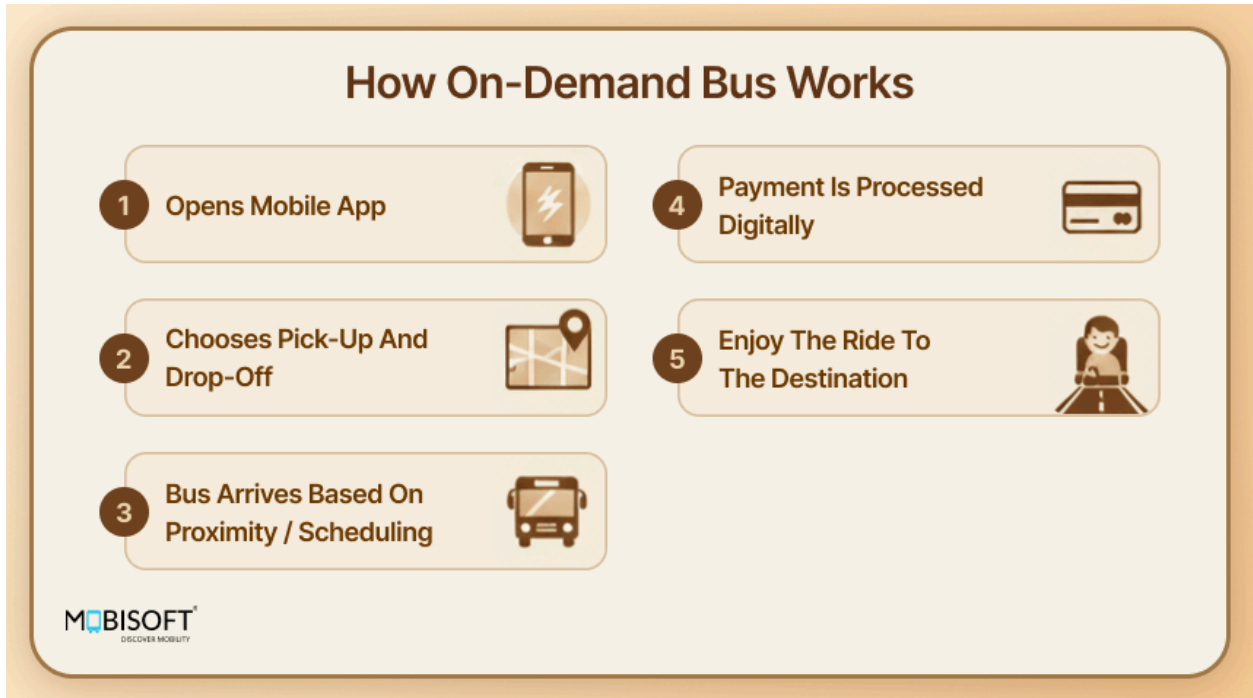 How On-Demand Bus Works
1
Opens Mobile App
2
Chooses Pick-Up And
Drop-Off
3
Bus Arrives Based On
Proximity / Scheduling
4
Payment Is Processed
Digitally
5
Enjoy The Ride To
The Destination
MOBISOFT®
DISCOVER MOBILITY